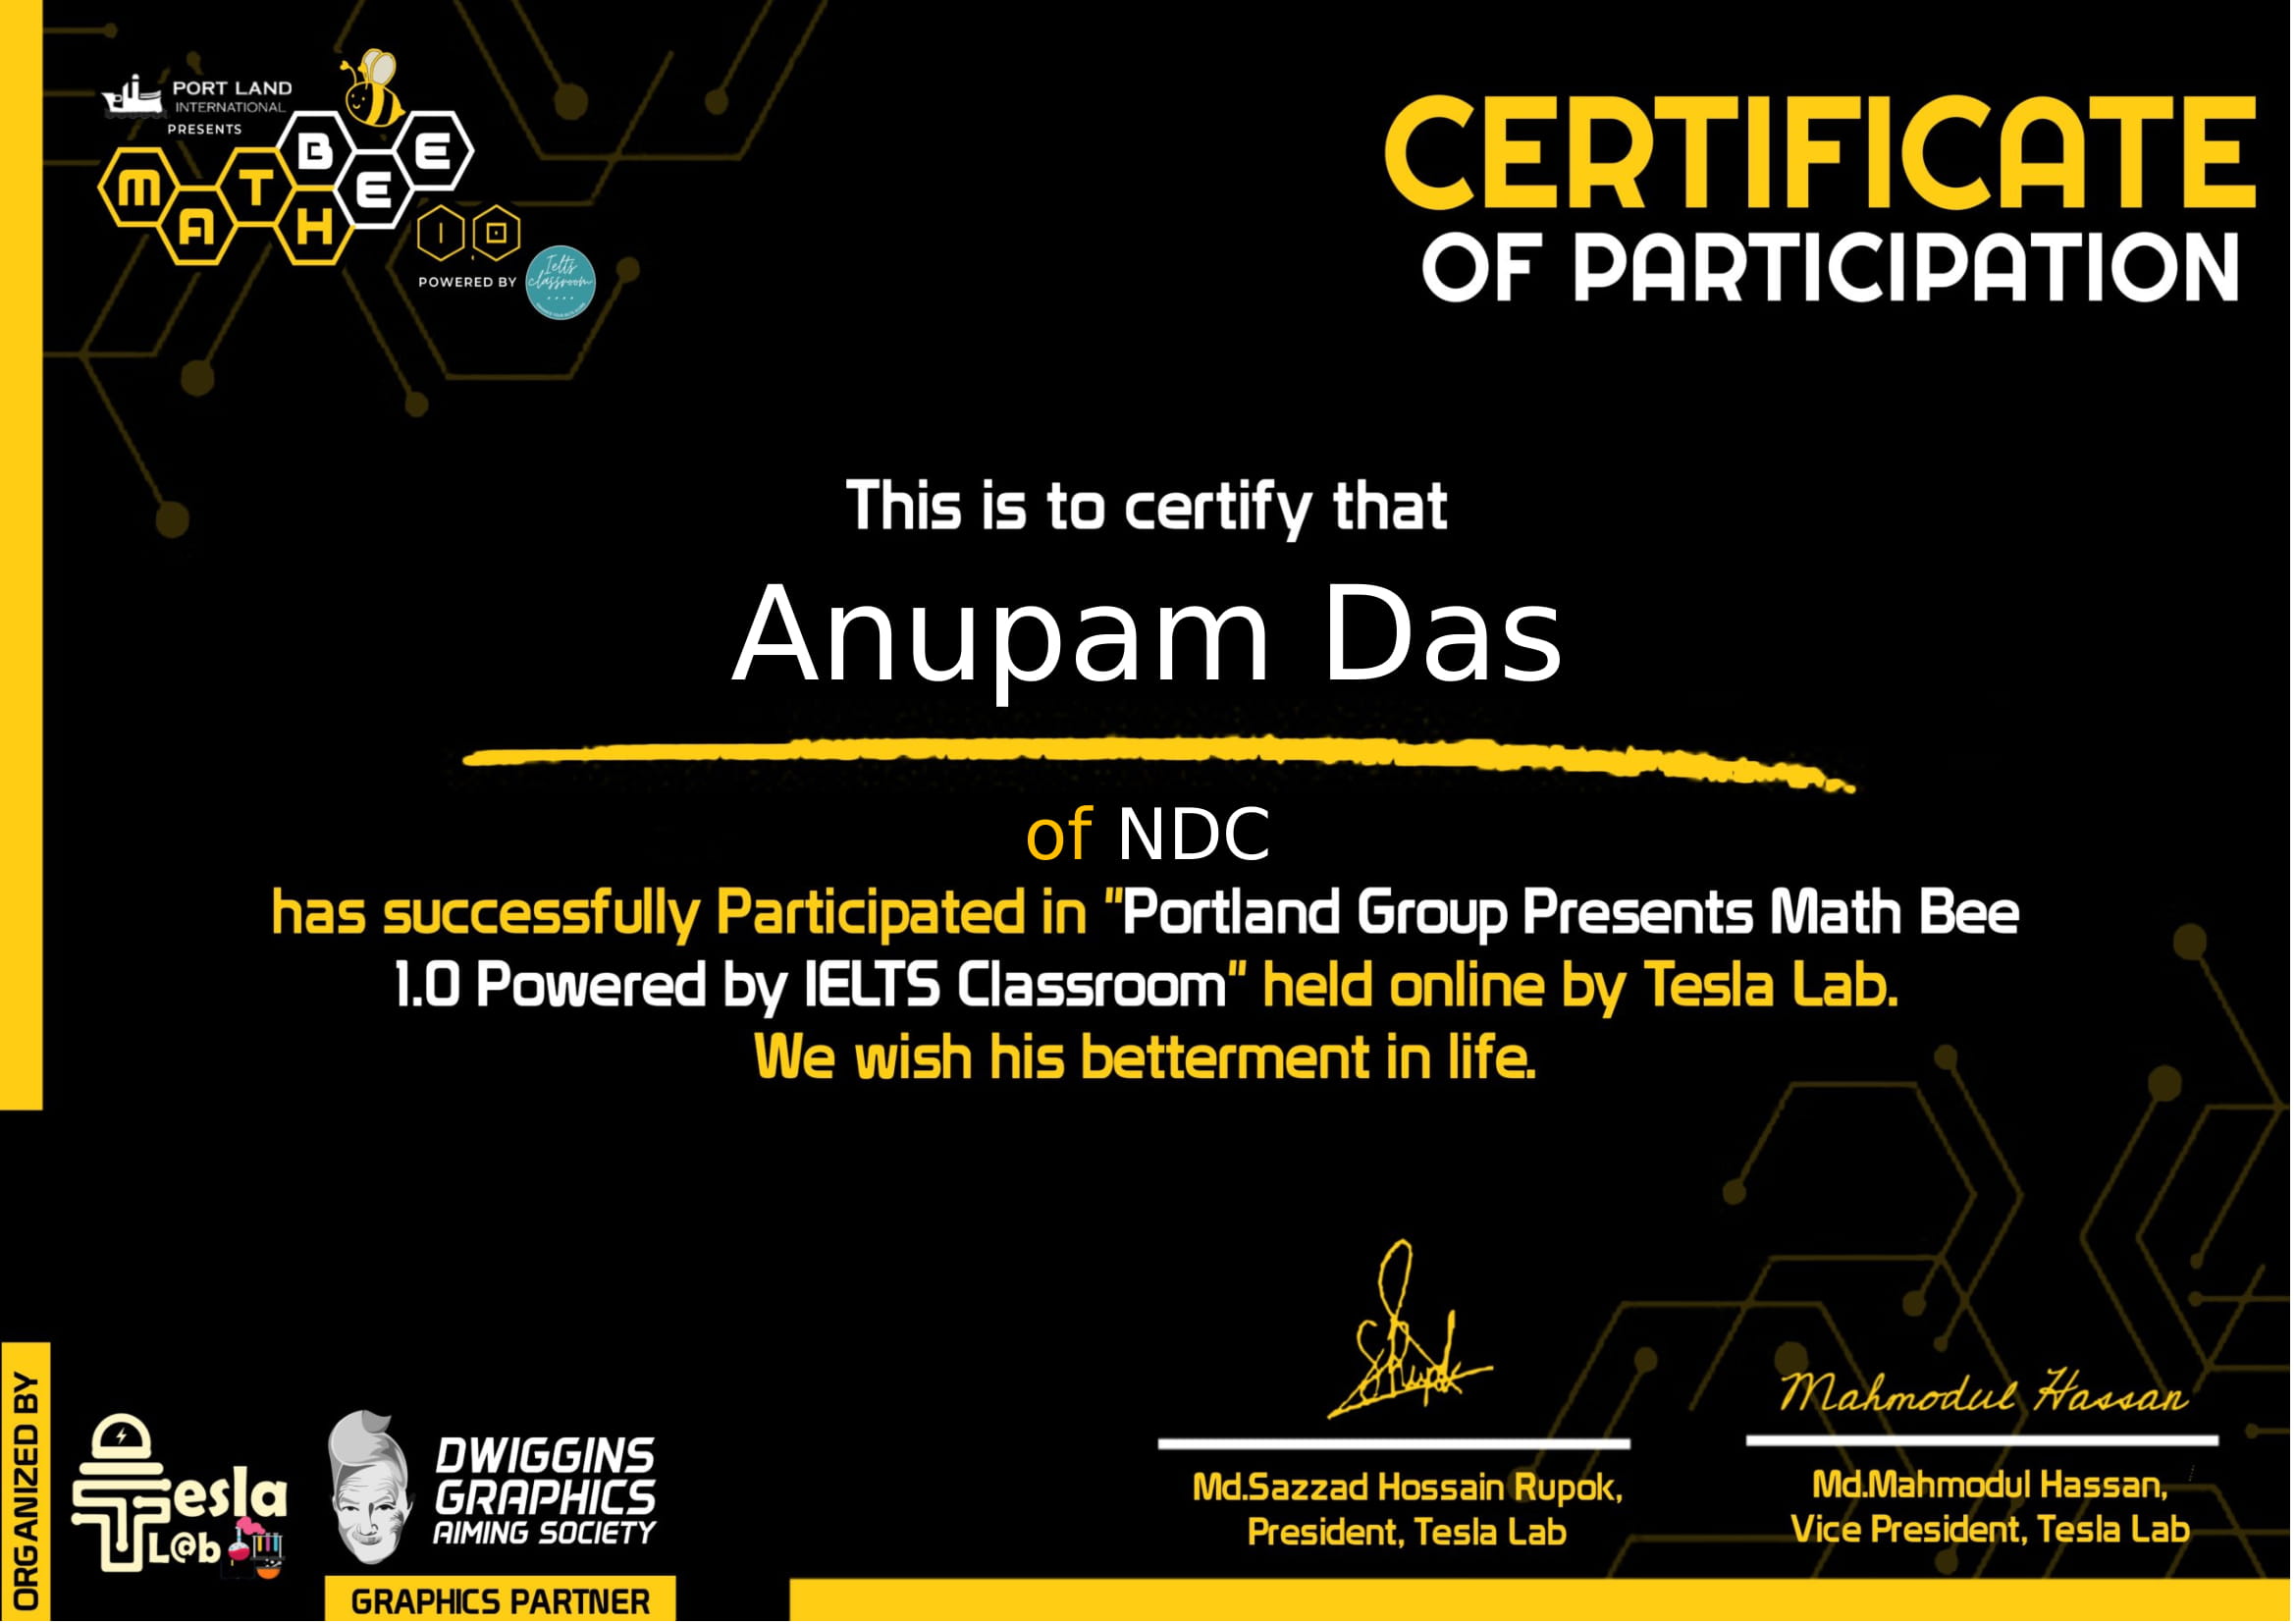 PORT LAND
INTERNATIONAL
PRESENTS
MATH BEE
1.0
POWERED BY
Ielts
classroom
CERTIFICATE
OF PARTICIPATION
This is to certify that
Anupam Das
of NDC
has successfully Participated in "Portland Group Presents Math Bee
1.0 Powered by IELTS Classroom" held online by Tesla Lab.
We wish his betterment in life.
ORGANIZED BY
Tesla
L@b
DWIGGINS
GRAPHICS
AIMING SOCIETY
GRAPHICS PARTNER
SRupok
Md.Sazzad Hossain Rupok,
President, Tesla Lab
Mahmodul Hassan
Md.Mahmodul Hassan,
Vice President, Tesla Lab